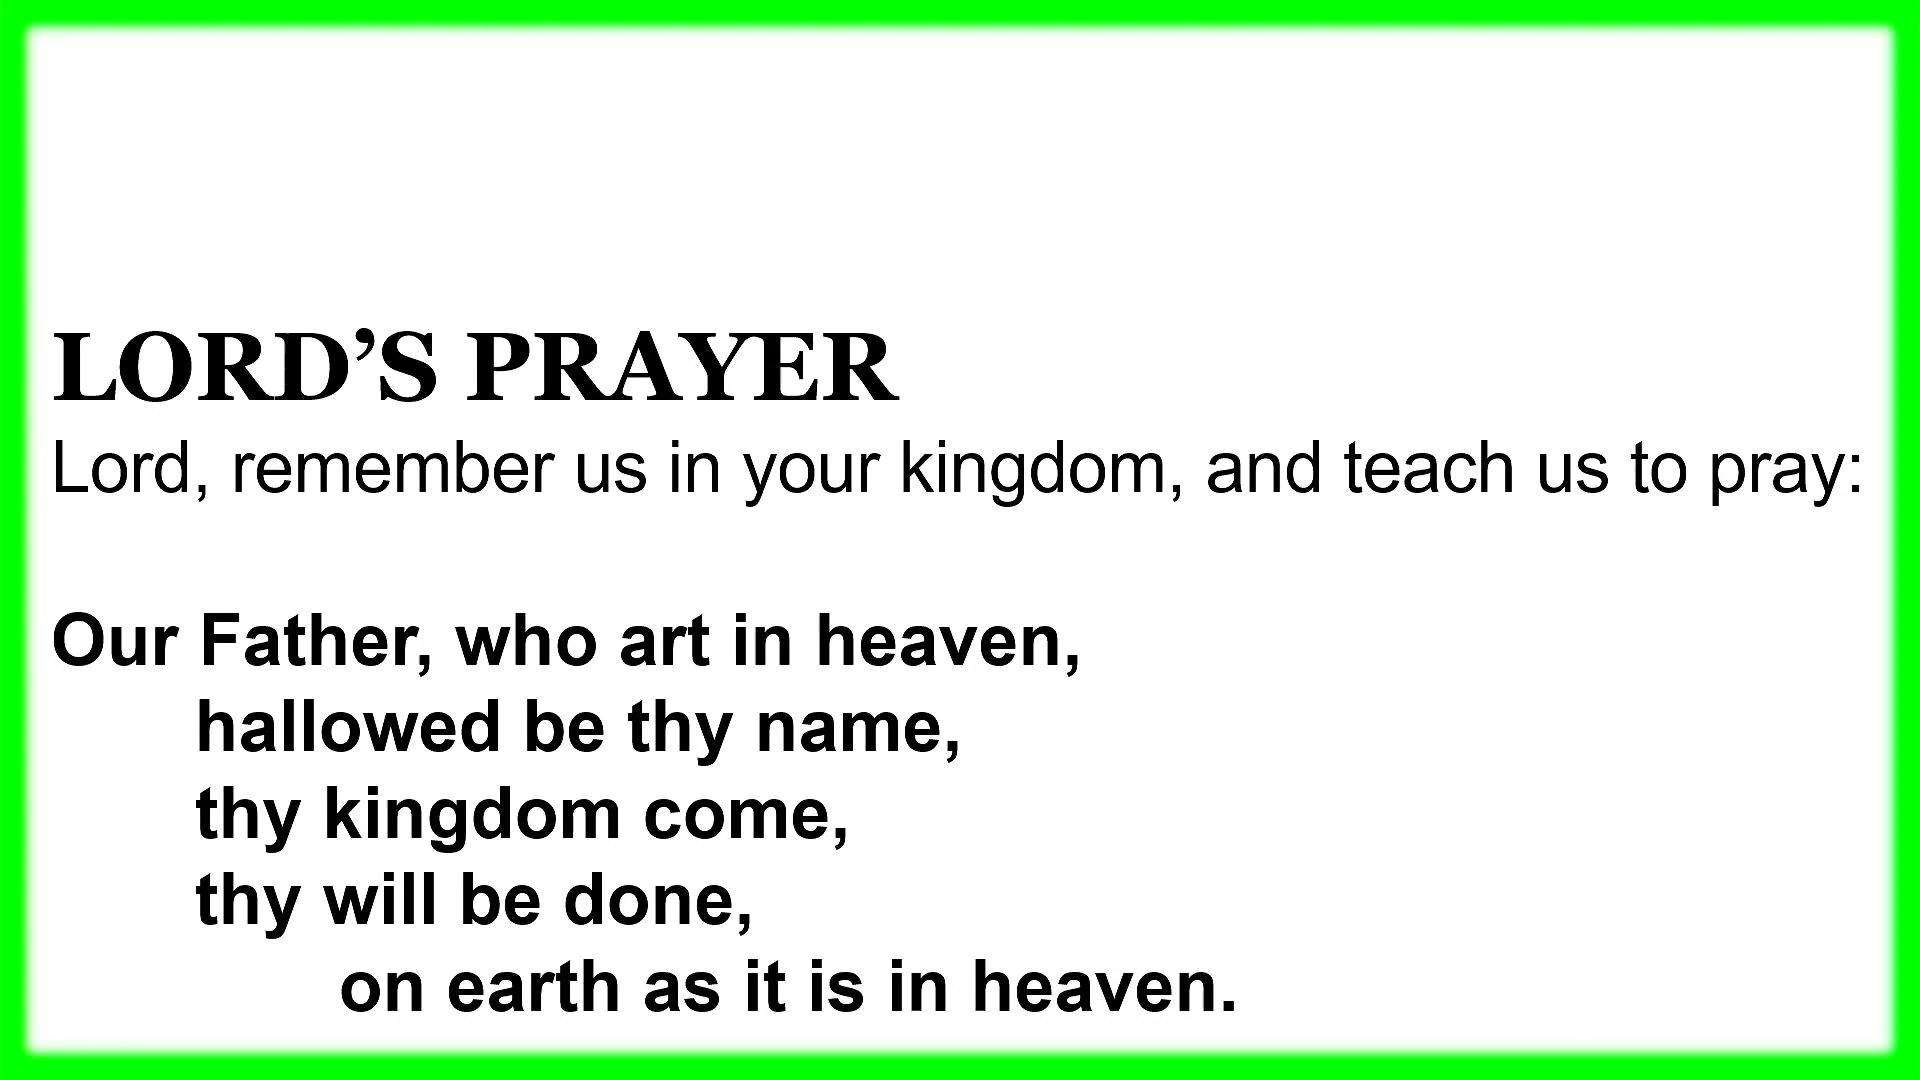 LORD’S PRAYER
Lord, remember us in your kingdom, and teach us to pray:
Our Father, who art in heaven,
hallowed be thy name,
thy kingdom come,
thy will be done,
on earth as it is in heaven.